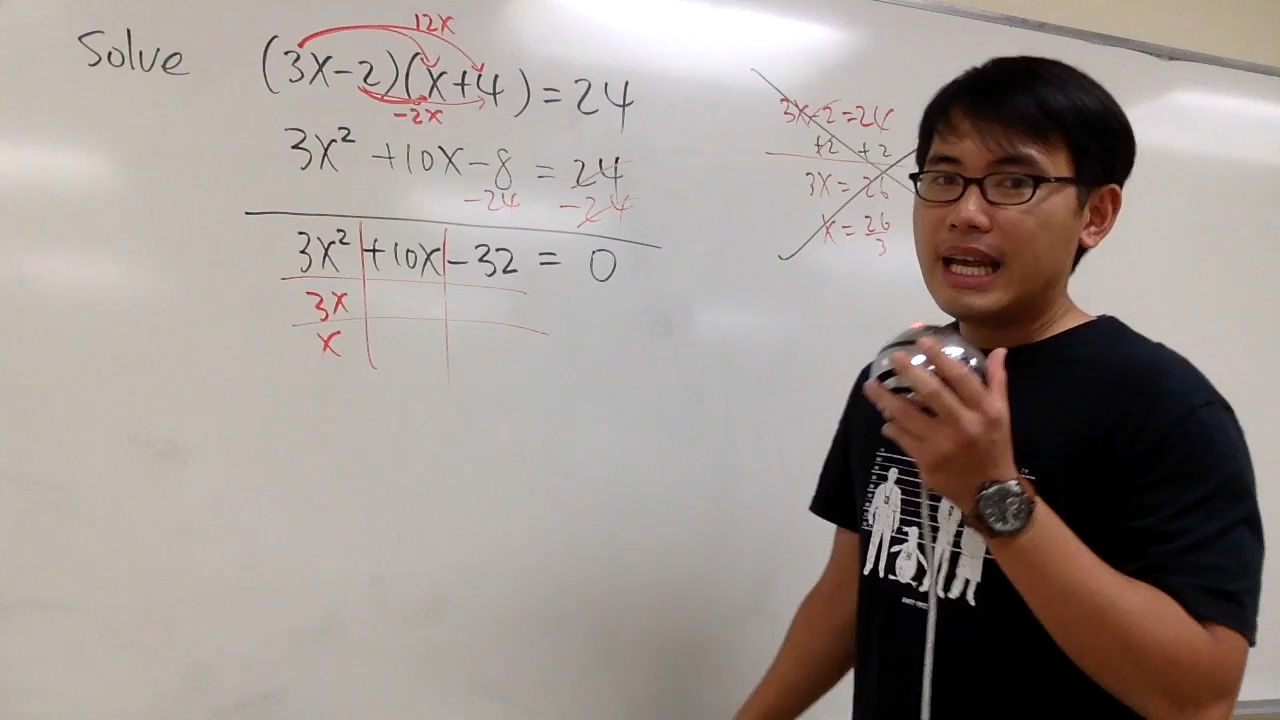 12x
Solve (3x-2)(x+4)=24
-2x
3x² +10x-8 = 24
-24 -24
3x² +10x -32 = 0
3x
x
3x-2=24
+2 +2
3x = 26
x = 26/3